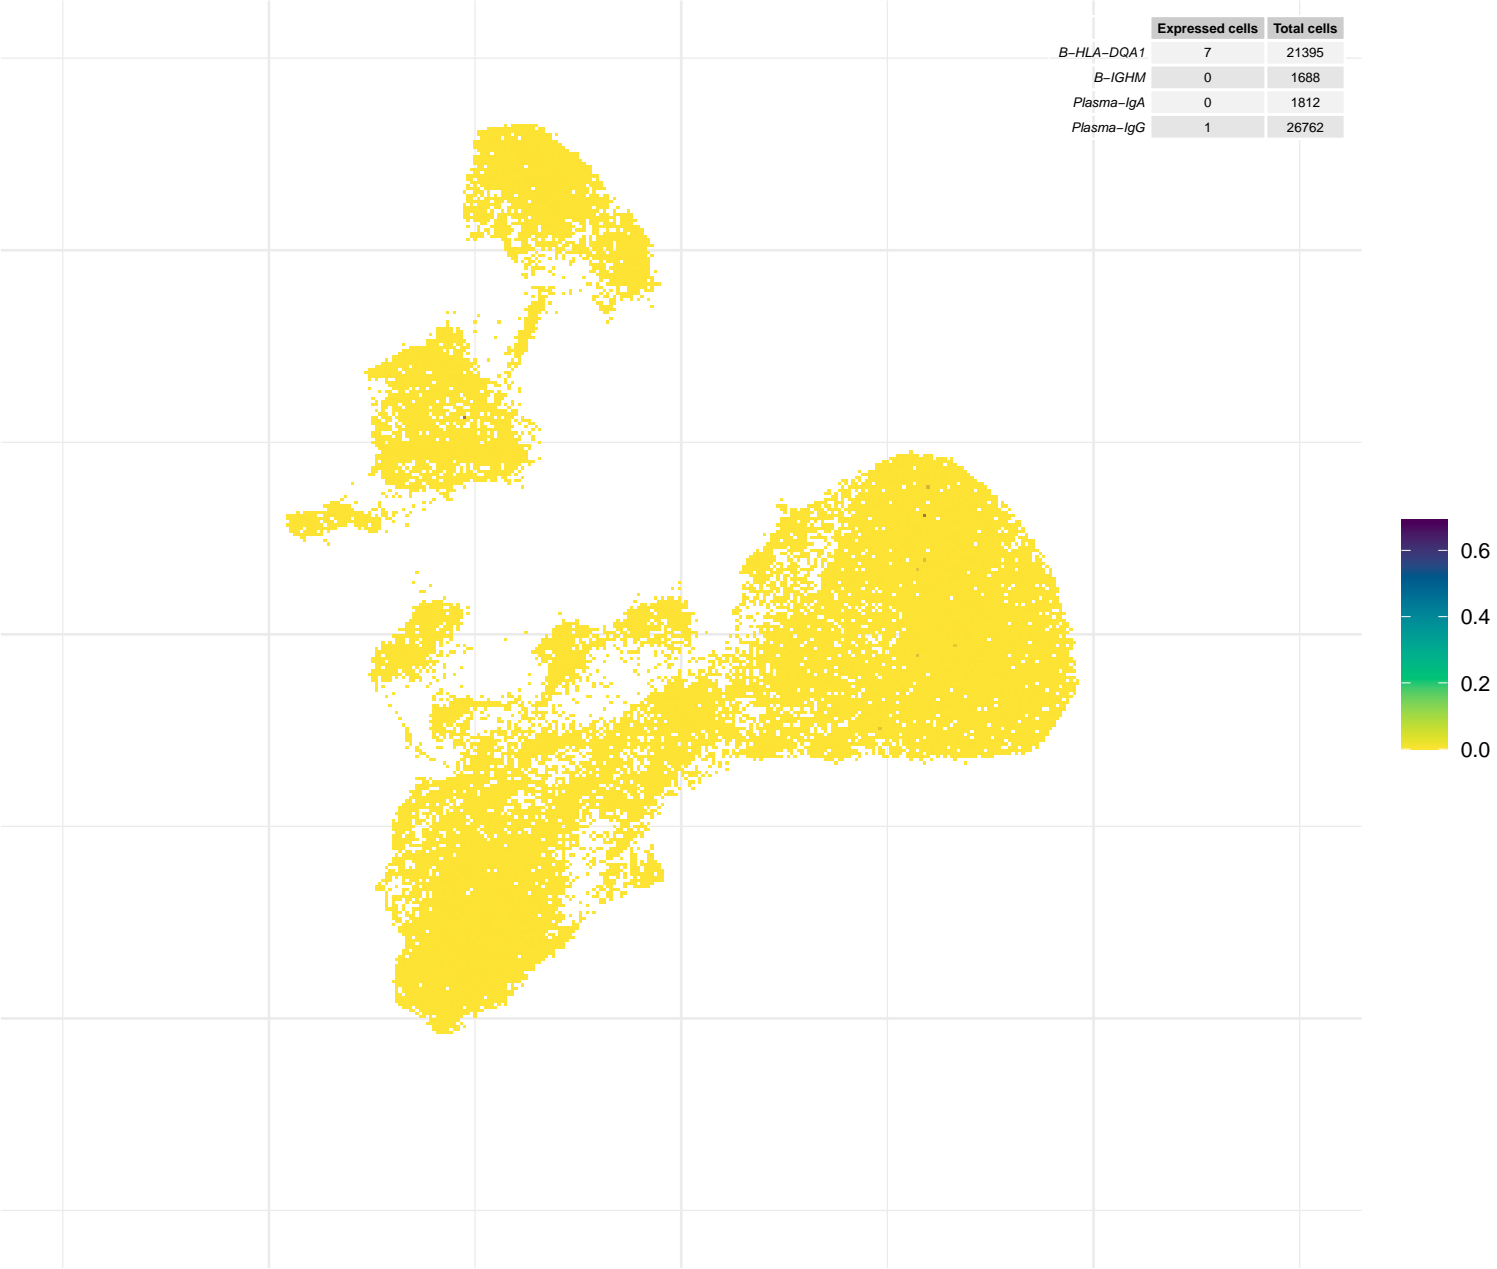 Expressed cells Total cells
B–HLA–DQA1 7 21395
B–IGHM 0 1688
Plasma–IgA 0 1812
Plasma–IgG 1 26762
0.6
0.4
0.2
0.0